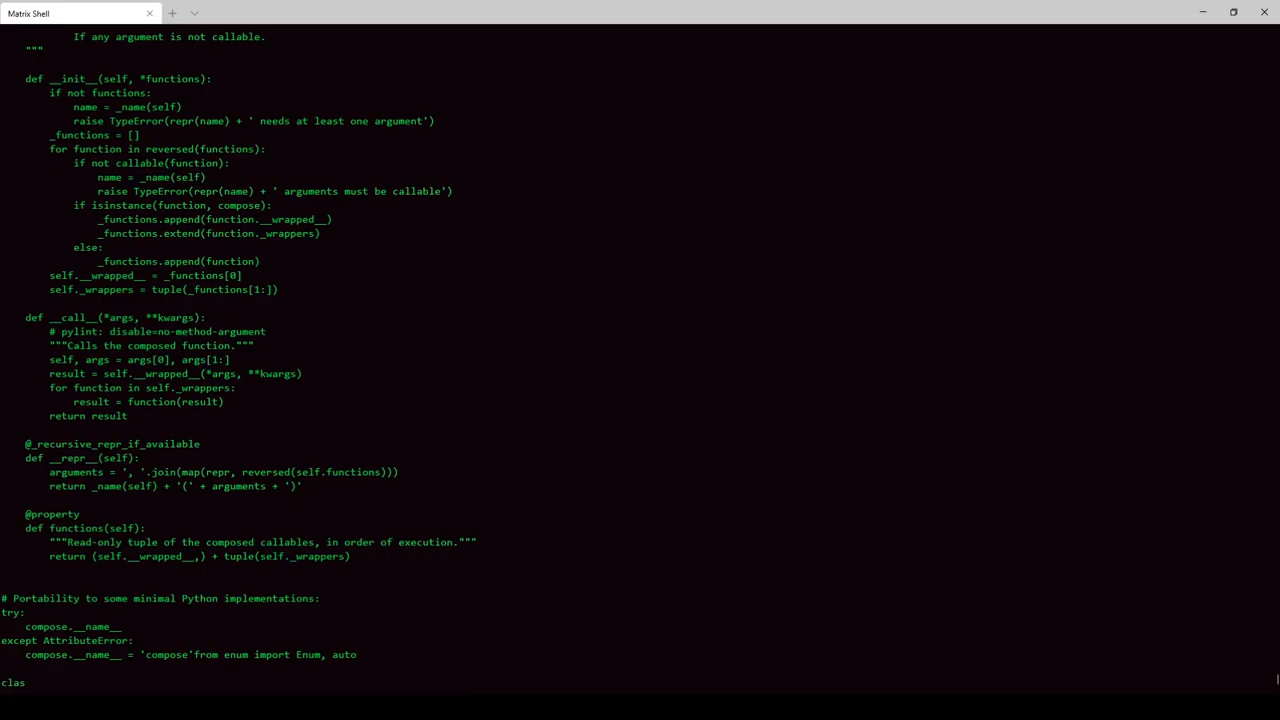 Matrix Shell
            If any argument is not callable.
    """
    def __init__(self, *functions):
        if not functions:
            name = _name(self)
            raise TypeError(repr(name) + ' needs at least one argument')
        _functions = []
        for function in reversed(functions):
            if not callable(function):
                name = _name(self)
                raise TypeError(repr(name) + ' arguments must be callable')
            if isinstance(function, compose):
                _functions.append(function.__wrapped__)
                _functions.extend(function._wrappers)
            else:
                _functions.append(function)
        self.__wrapped__ = _functions[0]
        self._wrappers = tuple(_functions[1:])
    def __call__(*args, **kwargs):
        # pylint: disable=no-method-argument
        """Calls the composed function."""
        self, args = args[0], args[1:]
        result = self.__wrapped__(*args, **kwargs)
        for function in self._wrappers:
            result = function(result)
        return result
    @_recursive_repr_if_available
    def __repr__(self):
        arguments = ', '.join(map(repr, reversed(self.functions)))
        return _name(self) + '(' + arguments + ')'
    @property
    def functions(self):
        """Read-only tuple of the composed callables, in order of execution."""
        return (self.__wrapped__,) + tuple(self._wrappers)
# Portability to some minimal Python implementations:
try:
    compose.__name__
except AttributeError:
    compose.__name__ = 'compose'from enum import Enum, auto
clas